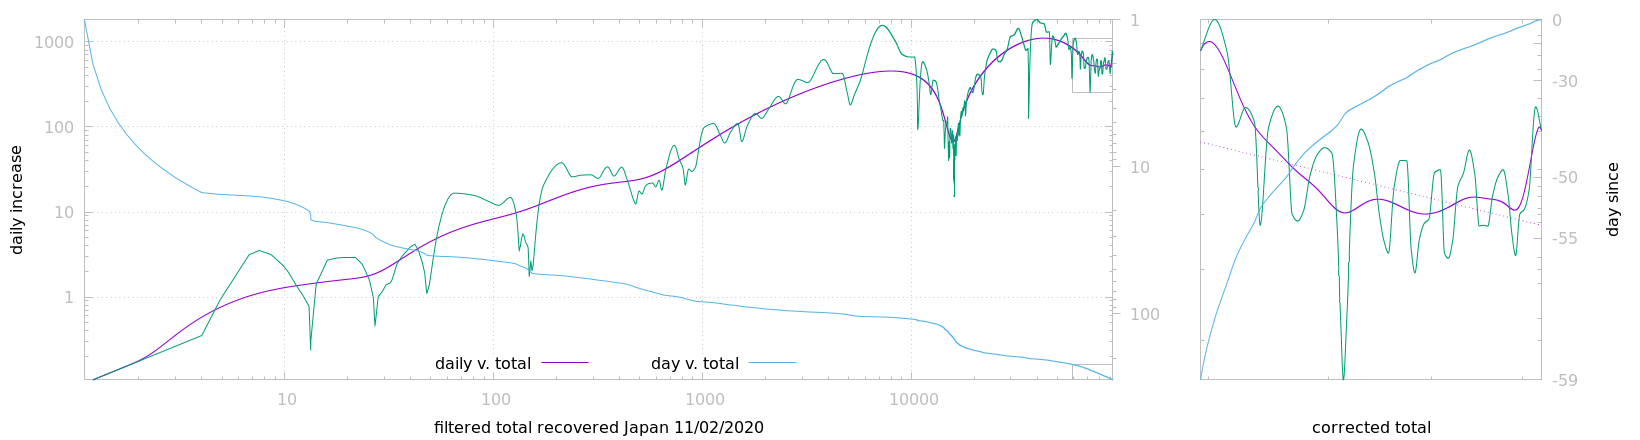 1000
100
10
1
daily increase
1
10
100
daily v. total
day v. total
10
100
1000
10000
filtered total recovered Japan 11/02/2020
0
-30
-50
-55
-59
day since
corrected total